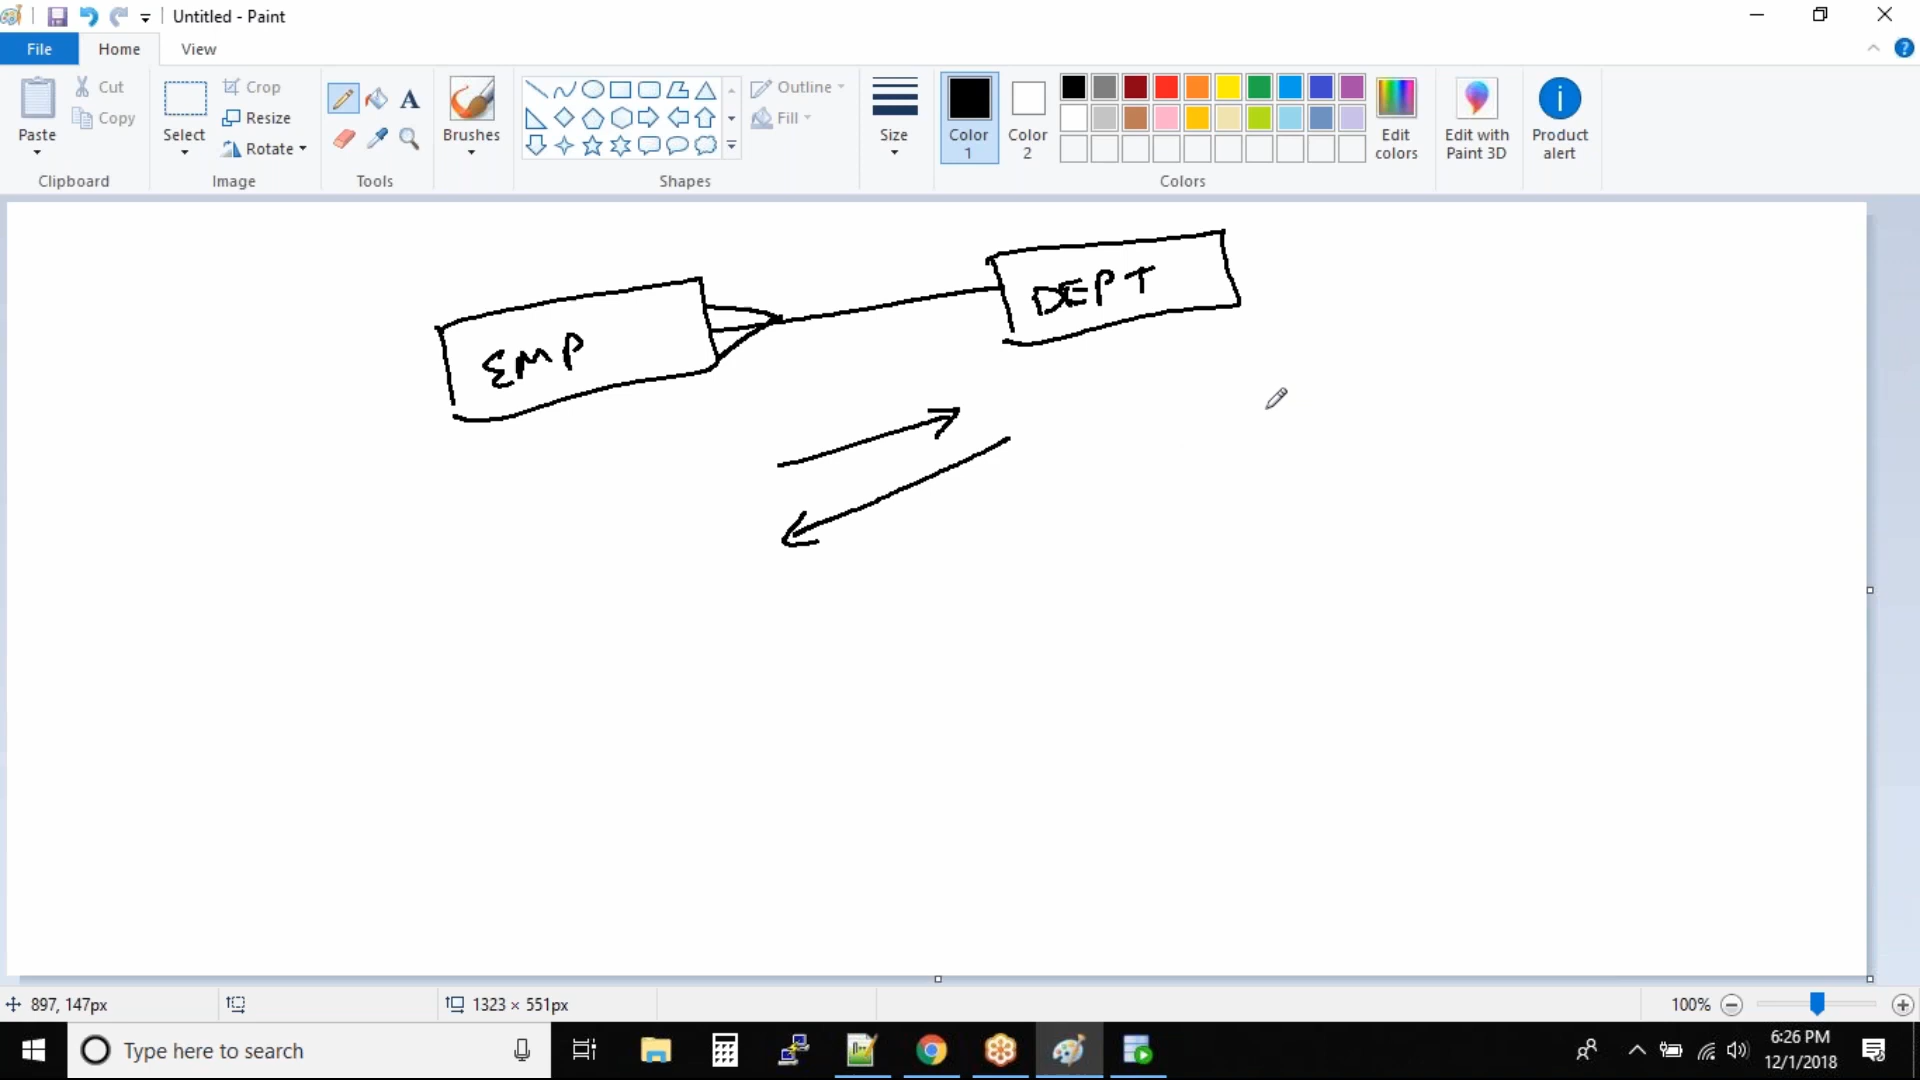 Untitled - Paint
File Home View
Paste
Cut
Copy
Clipboard
Select
Crop
Resize
Rotate
Image
A
Tools
Brushes
Outline
Fill
Shapes
Size
Color 1
Color 2
Edit colors
Colors
Edit with Paint 3D
Product alert
DEPT
EMP
897, 147px
1323 × 551px
100%
Type here to search
6:26 PM
12/1/2018